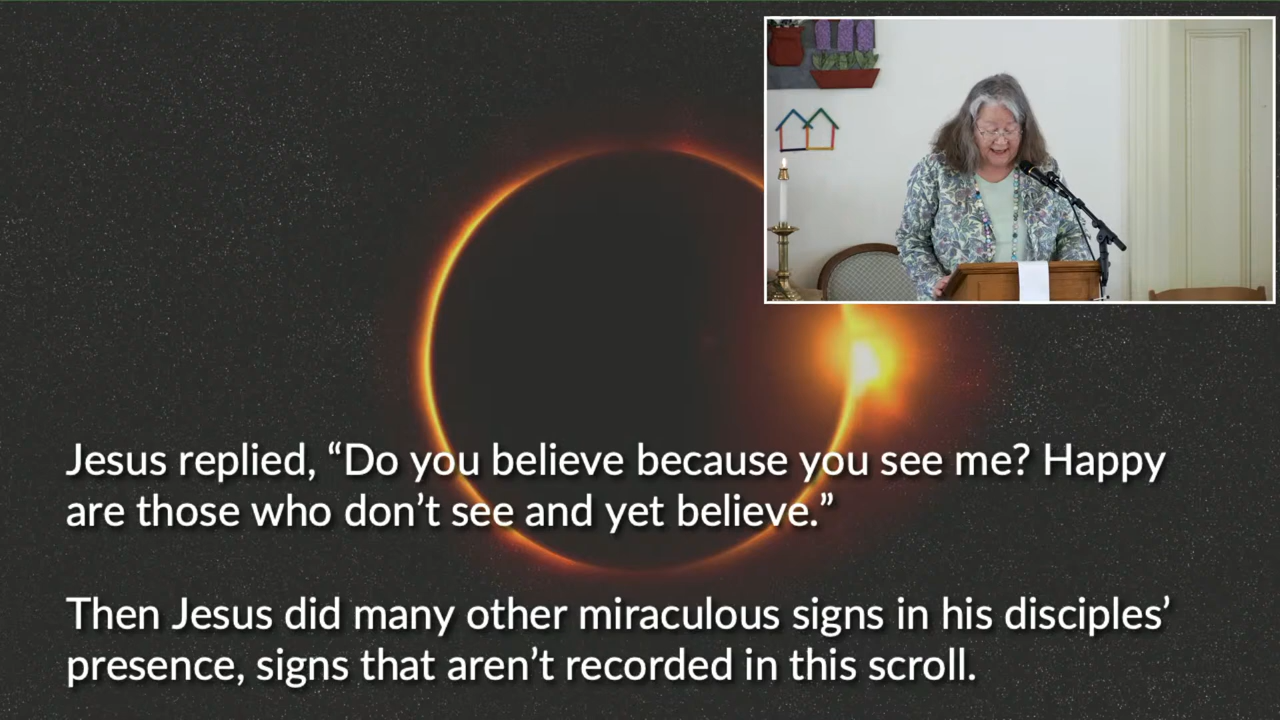 Jesus replied, “Do you believe because you see me? Happy
are those who don’t see and yet believe.”
Then Jesus did many other miraculous signs in his disciples’
presence, signs that aren’t recorded in this scroll.